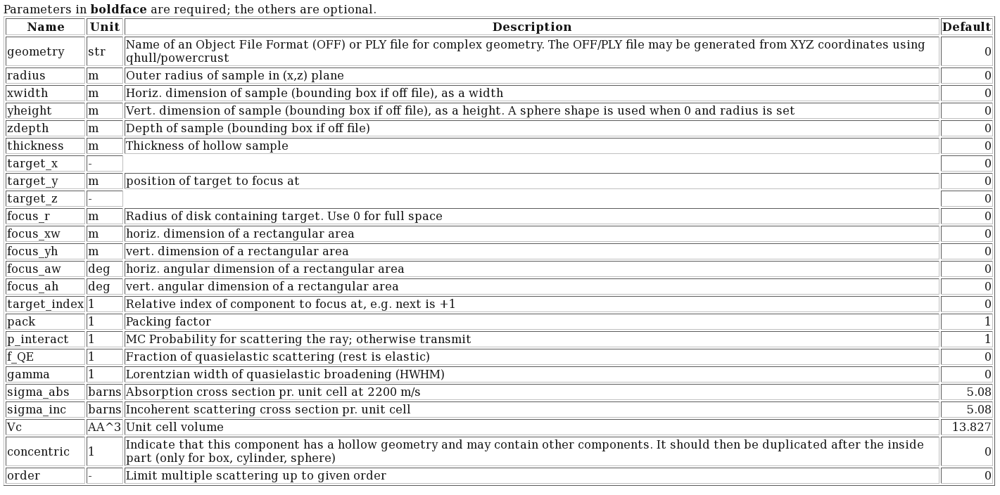 Parameters in boldface are required; the others are optional.
Name Unit Description Default
geometry str Name of an Object File Format (OFF) or PLY file for complex geometry. The OFF/PLY file may be generated from XYZ coordinates using
qhull/powercrust 0
radius m Outer radius of sample in (x,z) plane 0
xwidth m Horiz. dimension of sample (bounding box if off file), as a width 0
yheight m Vert. dimension of sample (bounding box if off file), as a height. A sphere shape is used when 0 and radius is set 0
zdepth m Depth of sample (bounding box if off file) 0
thickness m Thickness of hollow sample 0
target_x - 0
target_y m position of target to focus at 0
target_z - 0
focus_r m Radius of disk containing target. Use 0 for full space 0
focus_xw m horiz. dimension of a rectangular area 0
focus_yh m vert. dimension of a rectangular area 0
focus_aw deg horiz. angular dimension of a rectangular area 0
focus_ah deg vert. angular dimension of a rectangular area 0
target_index 1 Relative index of component to focus at, e.g. next is +1 0
pack 1 Packing factor 1
p_interact 1 MC Probability for scattering the ray; otherwise transmit 1
f_QE 1 Fraction of quasielastic scattering (rest is elastic) 0
gamma 1 Lorentzian width of quasielastic broadening (HWHM) 0
sigma_abs barns Absorption cross section pr. unit cell at 2200 m/s 5.08
sigma_inc barns Incoherent scattering cross section pr. unit cell 5.08
Vc AA^3 Unit cell volume 13.827
concentric 1 Indicate that this component has a hollow geometry and may contain other components. It should then be duplicated after the inside
part (only for box, cylinder, sphere) 0
order - Limit multiple scattering up to given order 0